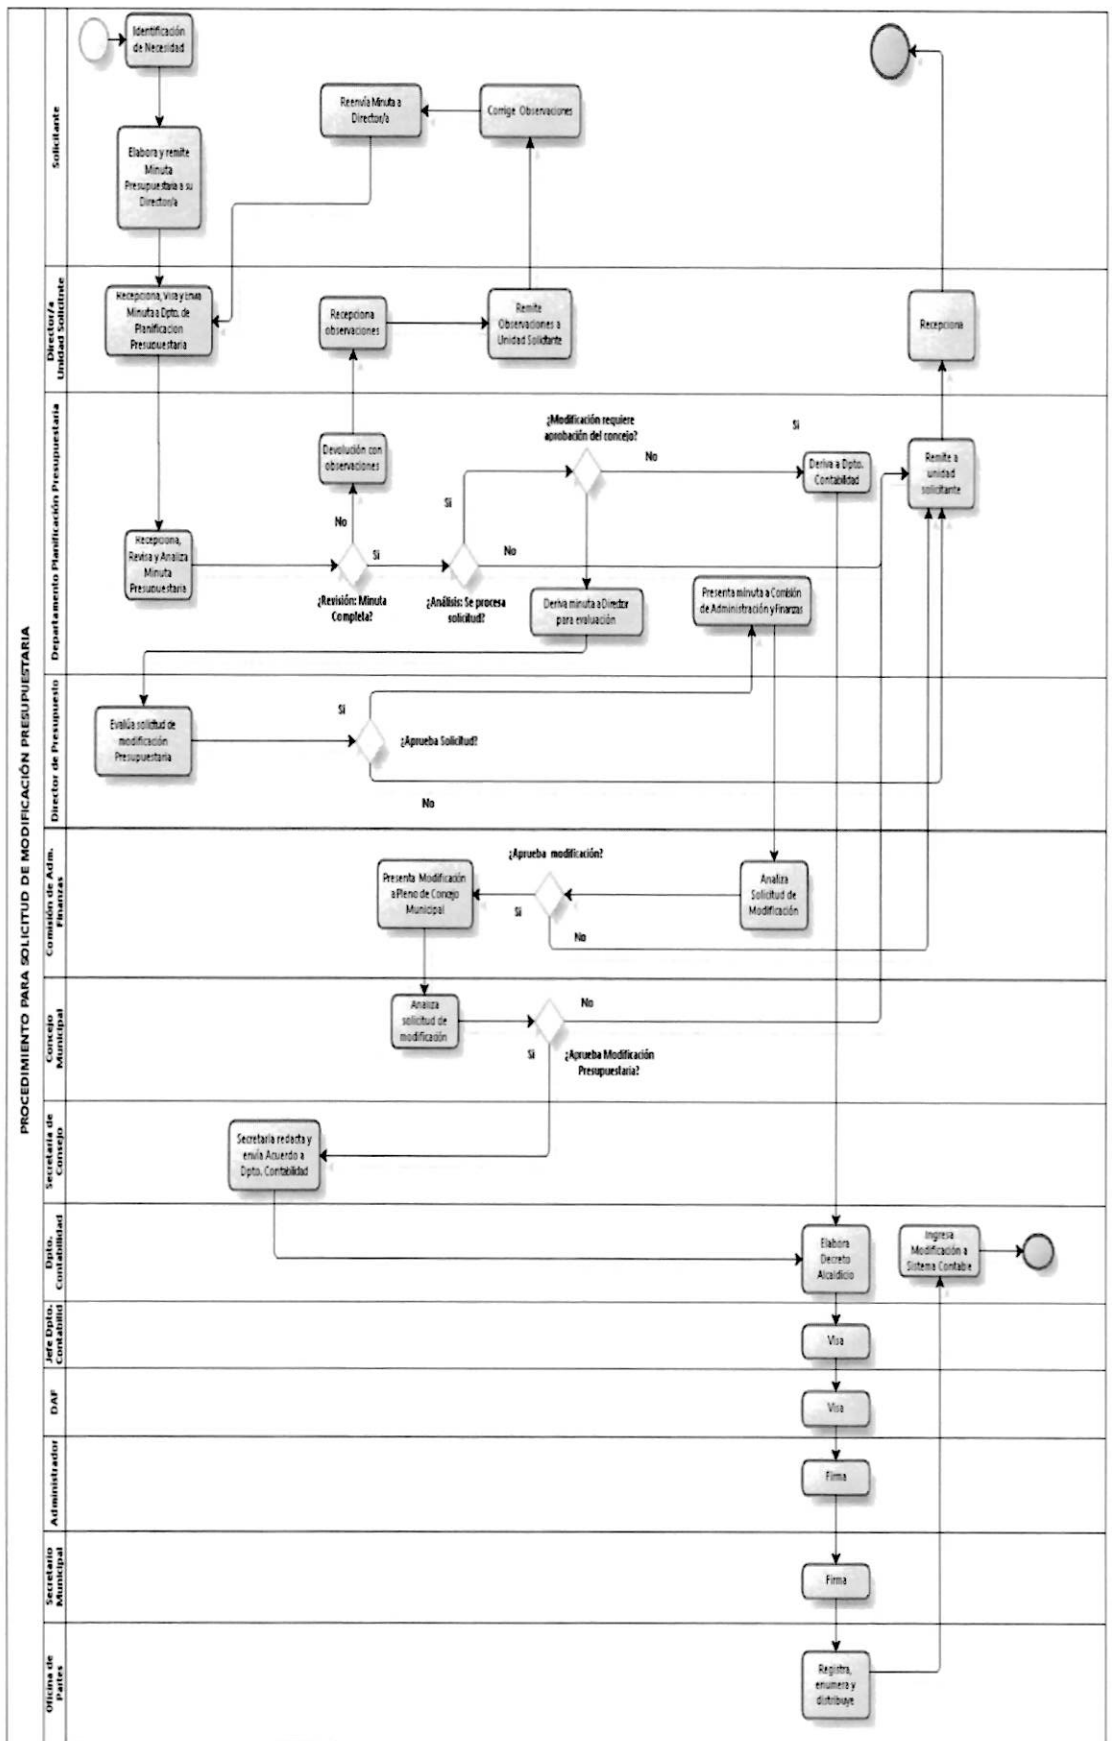 PROCEDIMIENTO PARA SOLICITUD DE MODIFICACIÓN PRESUPUESTARIA
Solicitante
Identificación
de Necesidad
Elabora y remite
Minuta
Presupuestaria a su
Director/a
Reenvía Minuta a
Director/a
Corrige Observaciones
Director/a
Unidad Solicitnte
Recepciona, Visa y Envia
Minuta a Dpto. de
Planificacion
Presupuestaria
Recepciona
observaciones
Remite
Observaciones a
Unidad Solicitante
Recepciona
Departamento Planificación Presupuestaria
Recepciona,
Revisa y Analiza
Minuta
Presupuestaria
Devolución con
observaciones
No
Si
¿Revisión: Minuta
Completa?
Si
No
¿Análisis: Se procesa
solicitud?
¿Modificación requiere
aprobación del concejo?
No
Si
Deriva a Dpto.
Contabilidad
Remite a
unidad
solicitante
Deriva minuta a Director
para evaluación
Presenta minuta a Comisión
de Administración y Finanzas
Director de Presupuesto
Evalúa solicitud de
modificación
Presupuestaria
Si
¿Aprueba Solicitud?
No
Comisión de Adm.
Finanzas
Presenta Modificación
a Pleno de Concejo
Municipal
¿Aprueba modificación?
Si
No
Analiza
Solicitud de
Modificación
Concejo
Municipal
Analiza
solicitud de
modificación
No
Si
¿Aprueba Modificación
Presupuestaria?
Secretaria de
Consejo
Secretaria redacta y
envía Acuerdo a
Dpto. Contabilidad
Dpto.
Contabilidad
Elabora
Decreto
Alcaldicio
Ingresa
Modificación a
Sistema Contable
Jefe Dpto.
Contabilid
Visa
DAF
Visa
Administrador
Firma
Secretario
Municipal
Firma
Oficina de
Partes
Registra,
enumera y
distribuye